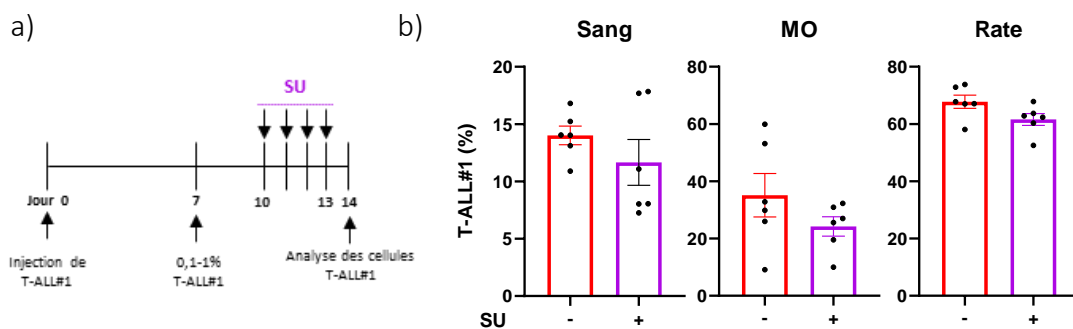 a)
SU
Jour 0
7
10
13
14
Injection de
T-ALL#1
0,1-1%
T-ALL#1
Analyse des cellules
T-ALL#1
b)
Sang
MO
Rate
T-ALL#1 (%)
20
15
10
5
0
80
60
40
20
0
80
60
40
20
0
SU
- +
- +
- +